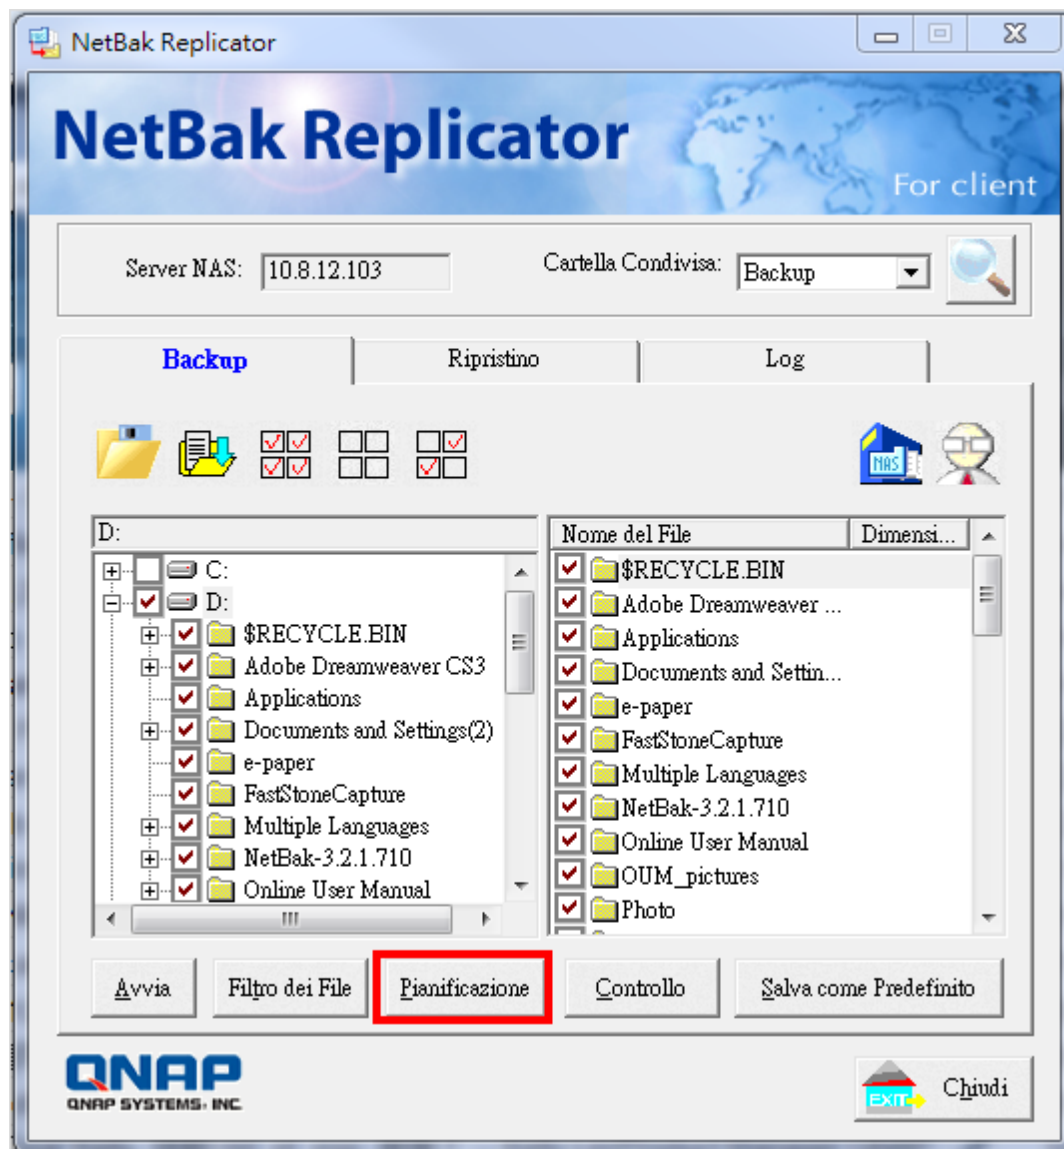 NetBak Replicator
NetBak Replicator
For client
Server NAS: 10.8.12.103 Cartella Condivisa: Backup
Backup Ripristino Log
NAS
D:
C:
D:
$RECYCLE.BIN
Adobe Dreamweaver CS3
Applications
Documents and Settings(2)
e-paper
FastStoneCapture
Multiple Languages
NetBak-3.2.1.710
Online User Manual
Nome del File Dimensi...
$RECYCLE.BIN
Adobe Dreamweaver ...
Applications
Documents and Settin...
e-paper
FastStoneCapture
Multiple Languages
NetBak-3.2.1.710
Online User Manual
OUM_pictures
Photo
Avvia Filtro dei File Pianificazione Controllo Salva come Predefinito
QNAP
QNAP SYSTEMS, INC.
EXIT Chiudi